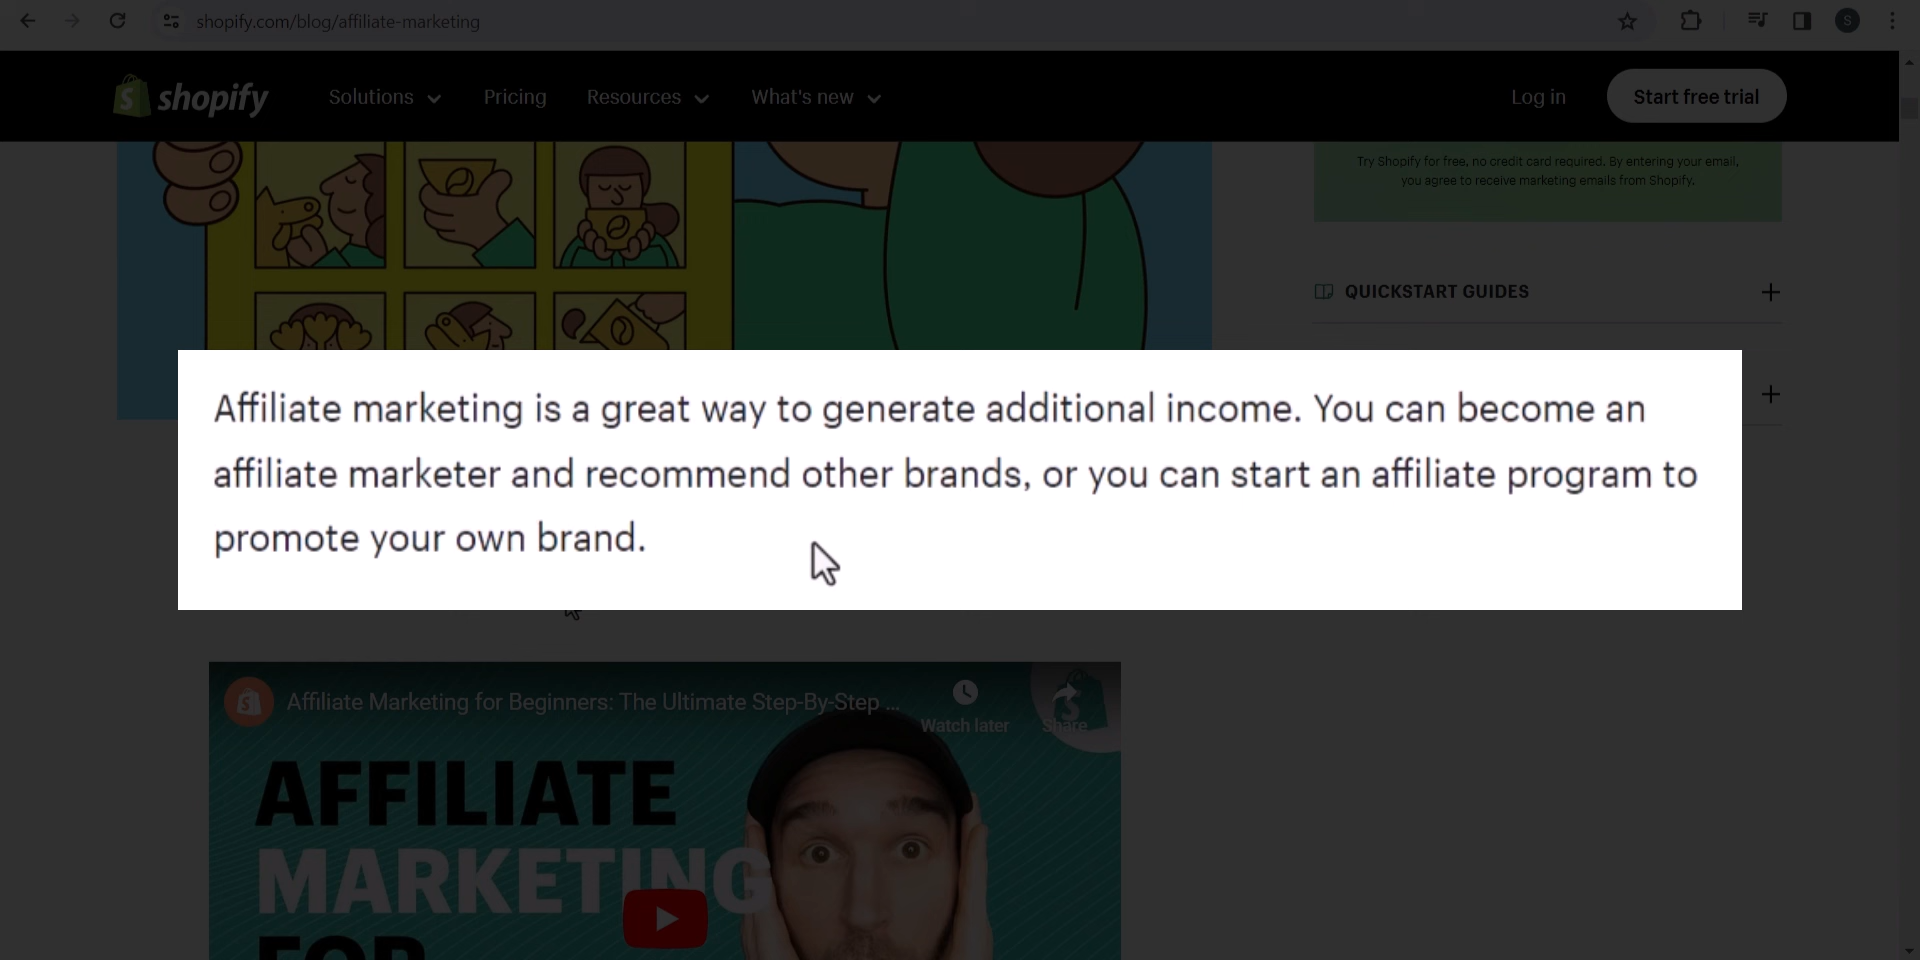 shopify.com/blog/affiliate-marketing
S
shopify
Solutions
Pricing
Resources
What's new
Log in
Start free trial
Try Shopify for free, no credit card required. By entering your email,
you agree to receive marketing emails from Shopify.
QUICKSTART GUIDES
Affiliate marketing is a great way to generate additional income. You can become an
affiliate marketer and recommend other brands, or you can start an affiliate program to
promote your own brand.
Affiliate Marketing for Beginners: The Ultimate Step-By-Step ...
Watch later
Share
AFFILIATE
MARKETING
FOR